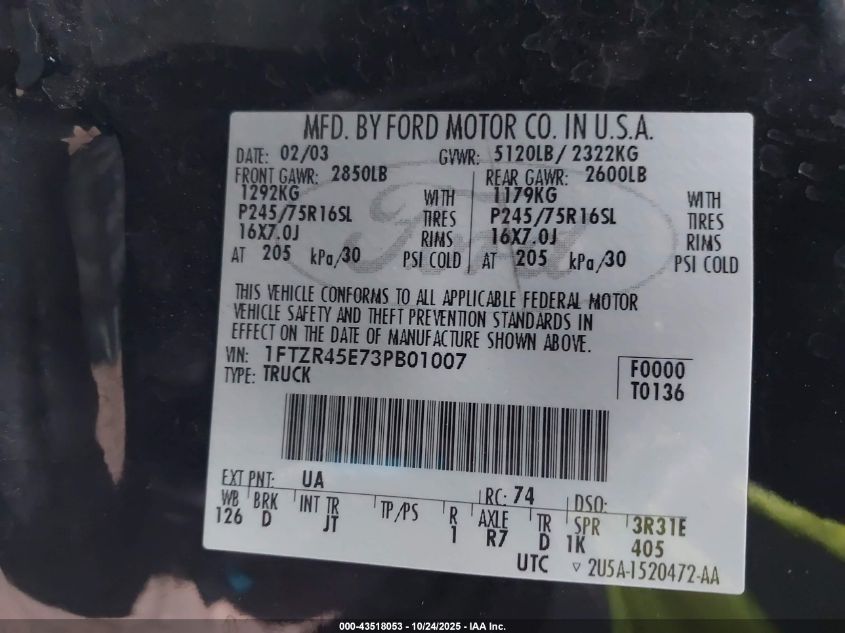 MFD. BY FORD MOTOR CO. IN U.S.A.
DATE: 02/03 GVWR: 5120LB/ 2322KG
FRONT GAWR: 2850LB REAR GAWR: 2600LB
1292KG WITH 1179KG WITH
P245/75R16SL TIRES P245/75R16SL TIRES
16X7.0J RIMS 16X7.0J RIMS
AT 205 kPa/30 PSI COLD AT 205 kPa/30 PSI COLD
Ford
THIS VEHICLE CONFORMS TO ALL APPLICABLE FEDERAL MOTOR
VEHICLE SAFETY AND THEFT PREVENTION STANDARDS IN
EFFECT ON THE DATE OF MANUFACTURE SHOWN ABOVE.
VIN: 1FTZR45E73PB01007 F0000
TYPE: TRUCK T0136
EXT PNT: UA RC: 74 DSO:
WB BRK INT TR TP/PS R AXLE TR SPR 3R31E
126 D JT 1 R7 D 1K 405
UTC ▽ 2U5A-1520472-AA
000-43518053 - 10/24/2025 - IAA Inc.